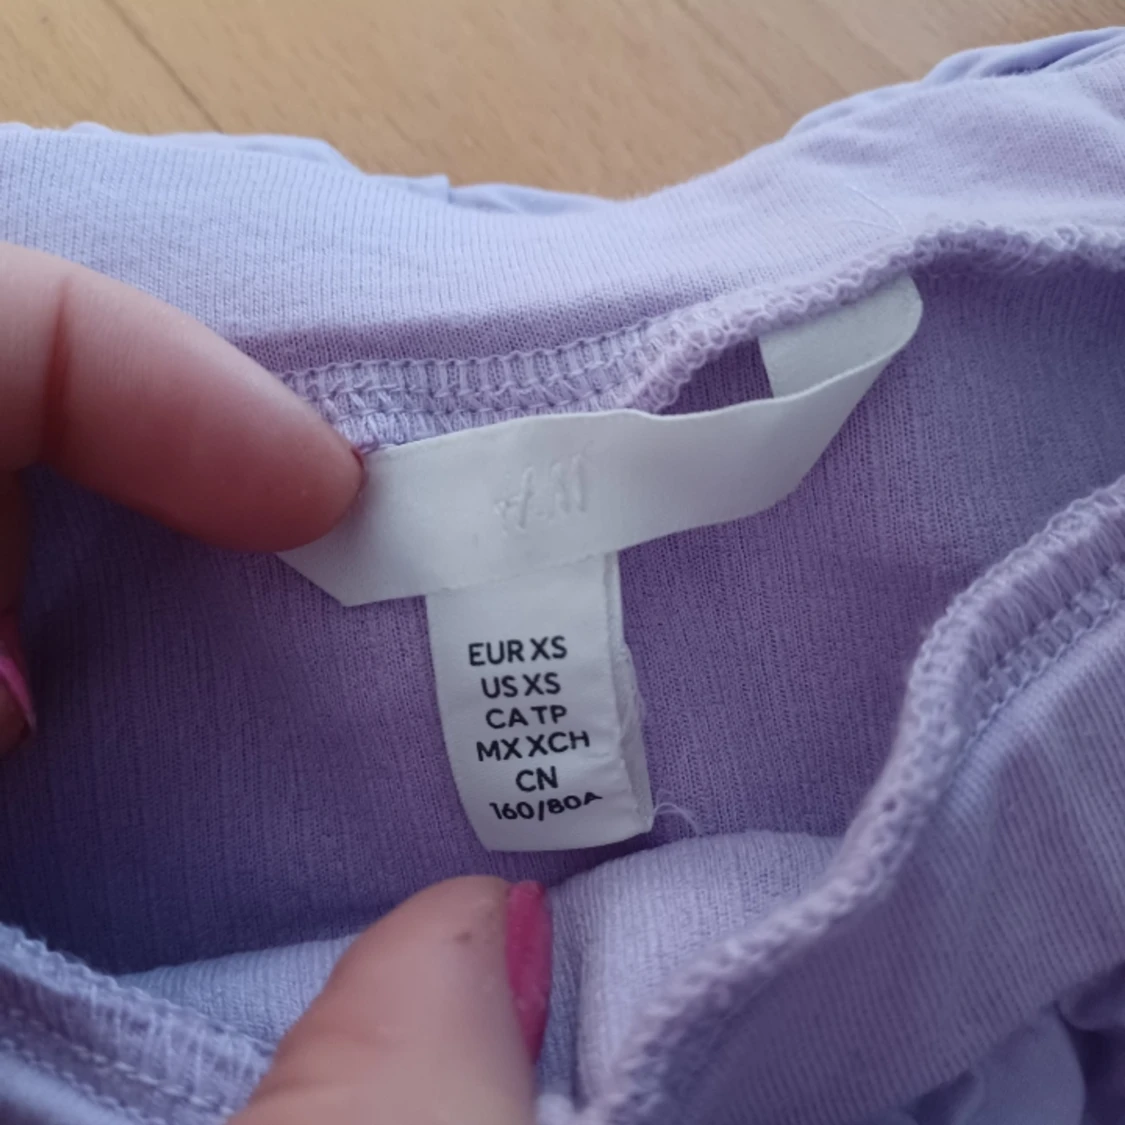 H&M
EUR XS
US XS
CA TP
MX XCH
CN
160/80A